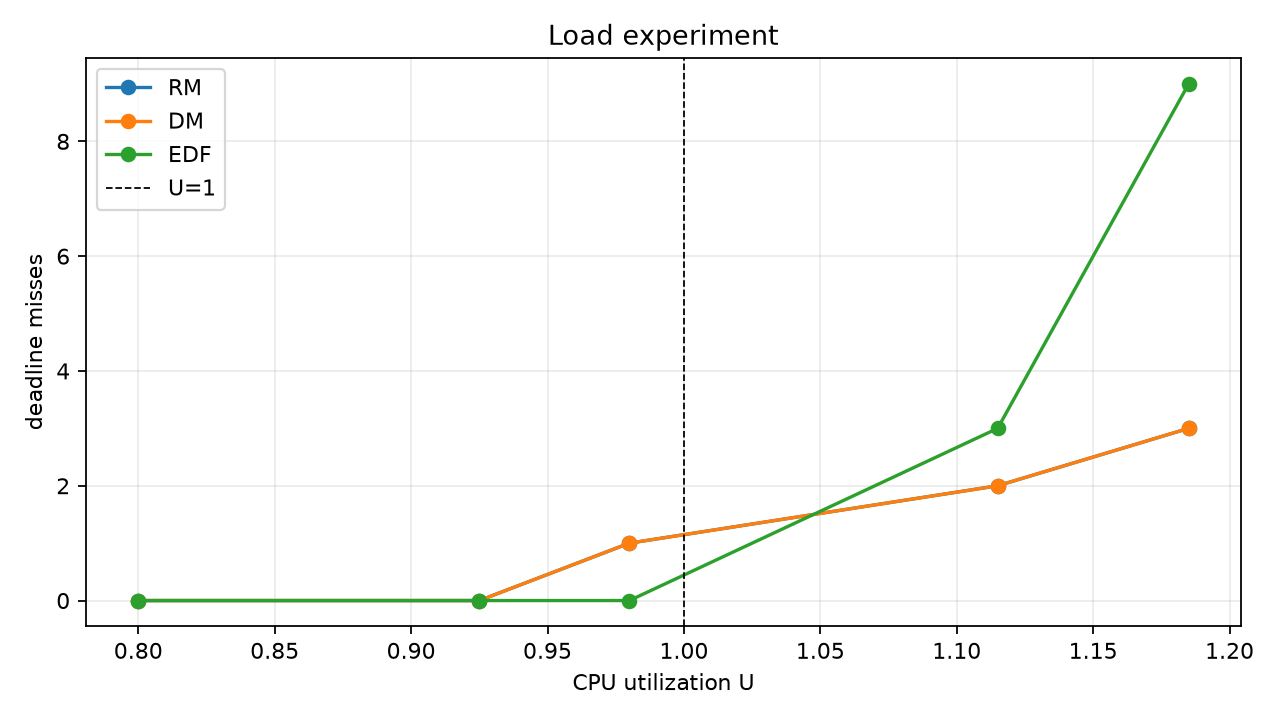 Load experiment
RM
DM
EDF
U=1
deadline misses
8
6
4
2
0
0.80 0.85 0.90 0.95 1.00 1.05 1.10 1.15 1.20
CPU utilization U